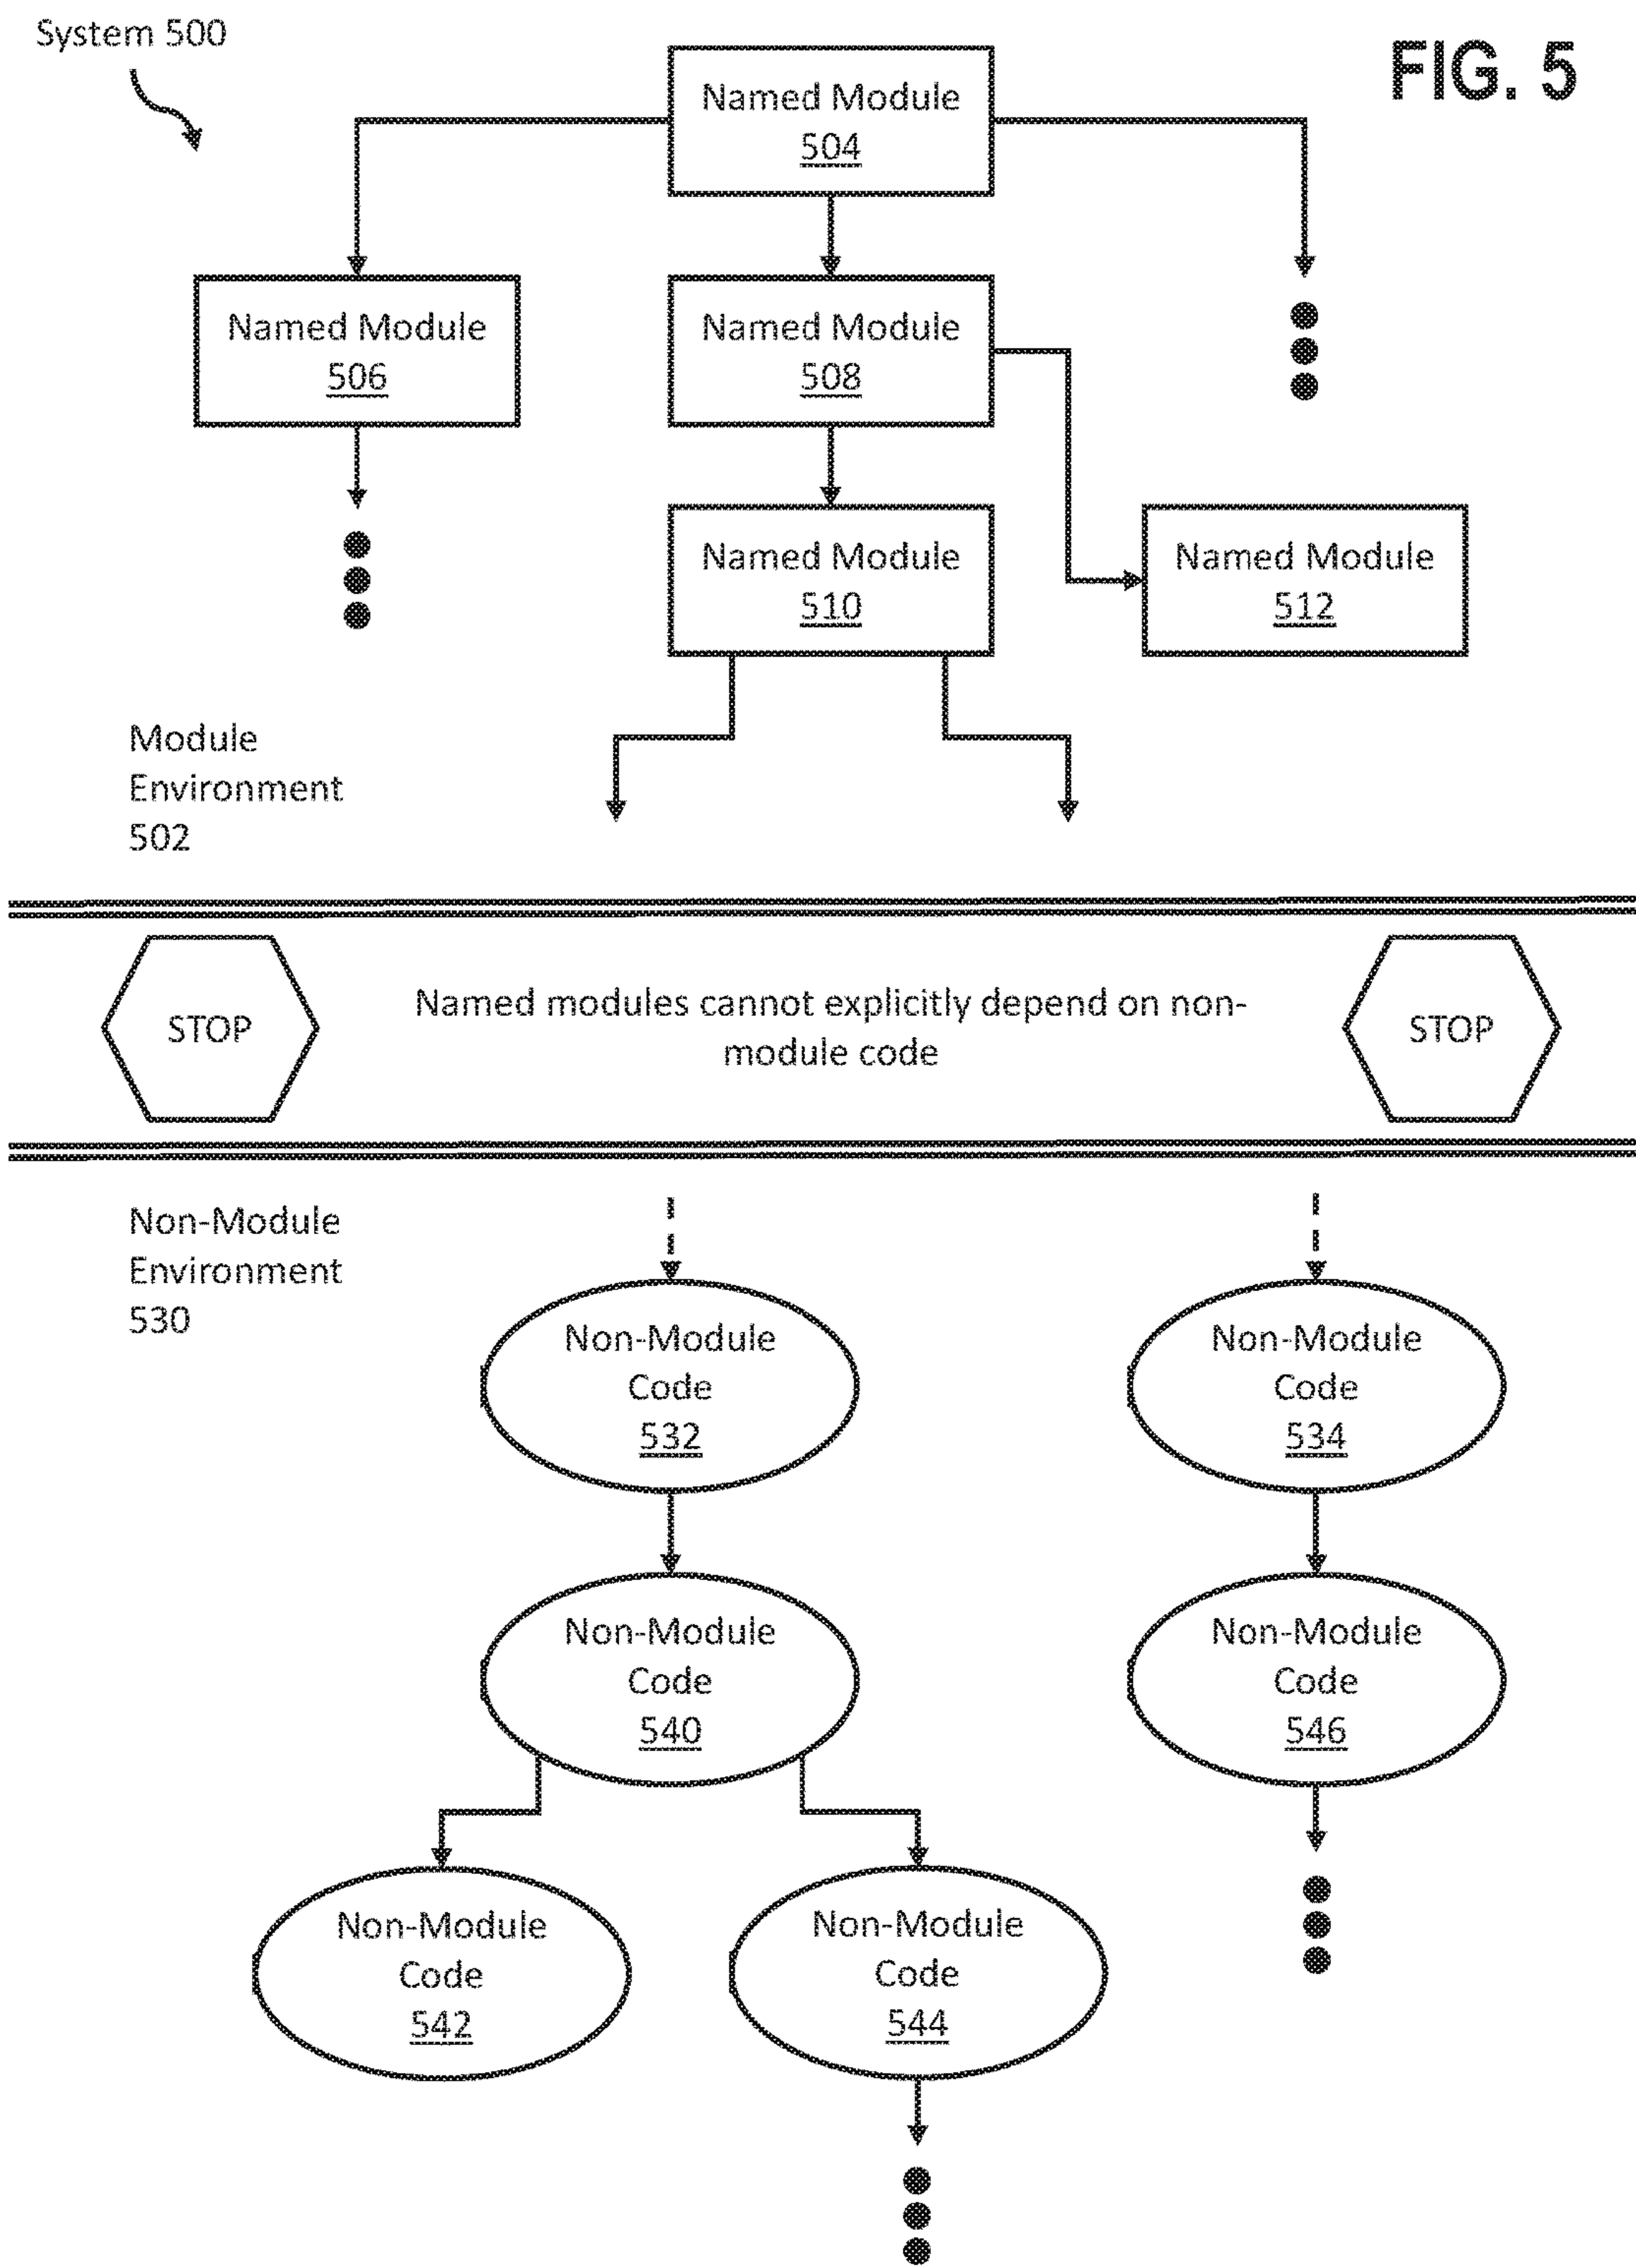 System 500
FIG. 5
Named Module
504
Named Module
506
Named Module
508
Named Module
510
Named Module
512
Module
Environment
502
STOP
Named modules cannot explicitly depend on non-
module code
STOP
Non-Module
Environment
530
Non-Module
Code
532
Non-Module
Code
534
Non-Module
Code
540
Non-Module
Code
546
Non-Module
Code
542
Non-Module
Code
544